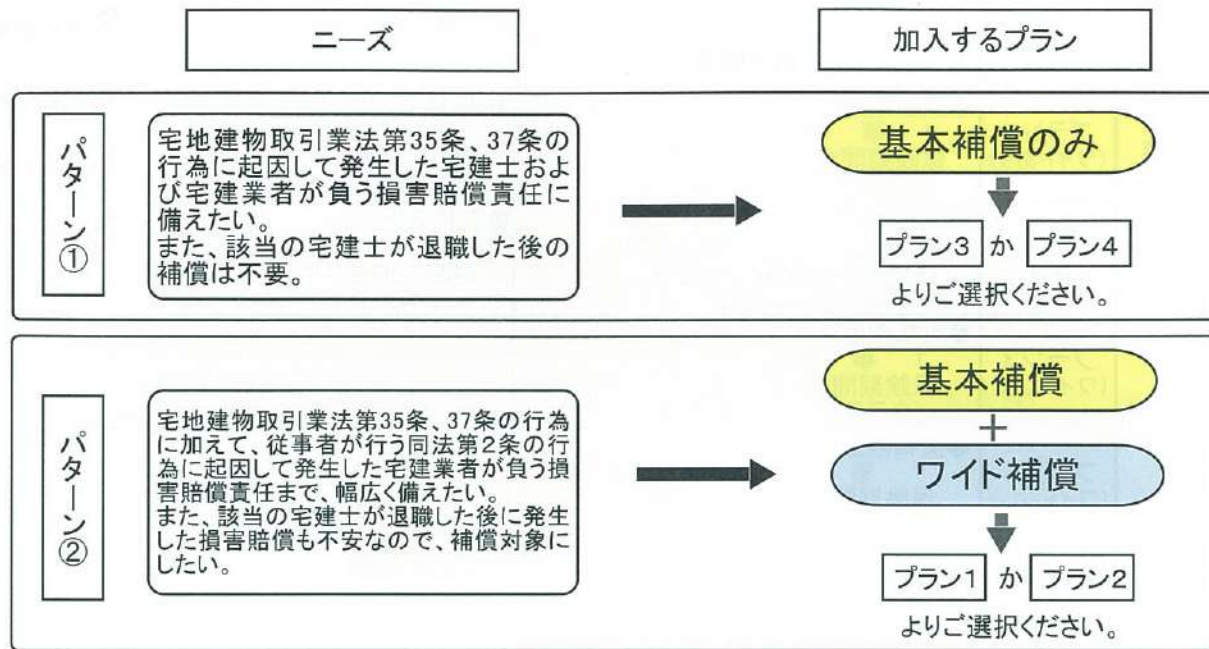 ニーズ
加入するプラン
パターン①
宅地建物取引業法第35条、37条の
行為に起因して発生した宅建士およ
び宅建業者が負う損害賠償責任に
備えたい。
また、該当の宅建士が退職した後の
補償は不要。
基本補償のみ
プラン3 か プラン4
よりご選択ください。
パターン②
宅地建物取引業法第35条、37条の行為
に加えて、従事者が行う同法第2条の行
為に起因して発生した宅建業者が負う損
害賠償責任まで、幅広く備えたい。
また、該当の宅建士が退職した後に発生
した損害賠償も不安なので、補償対象に
したい。
基本補償
+
ワイド補償
プラン1 か プラン2
よりご選択ください。